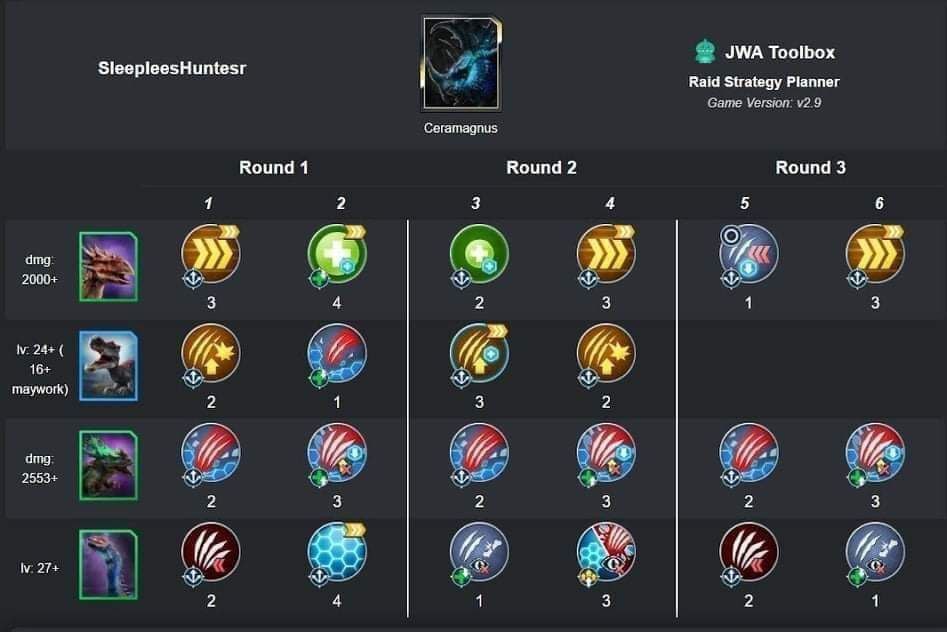 SleepleesHuntesr
Ceramagnus
JWA Toolbox
Raid Strategy Planner
Game Version: v2.9
Round 1 Round 2 Round 3
1 2 3 4 5 6
dmg:
2000+
3 4 2 3 1 3
lv: 24+ (
16+
maywork)
2 1 3 2
dmg:
2553+
2 3 2 3 2 3
lv: 27+
2 4 1 3 2 1